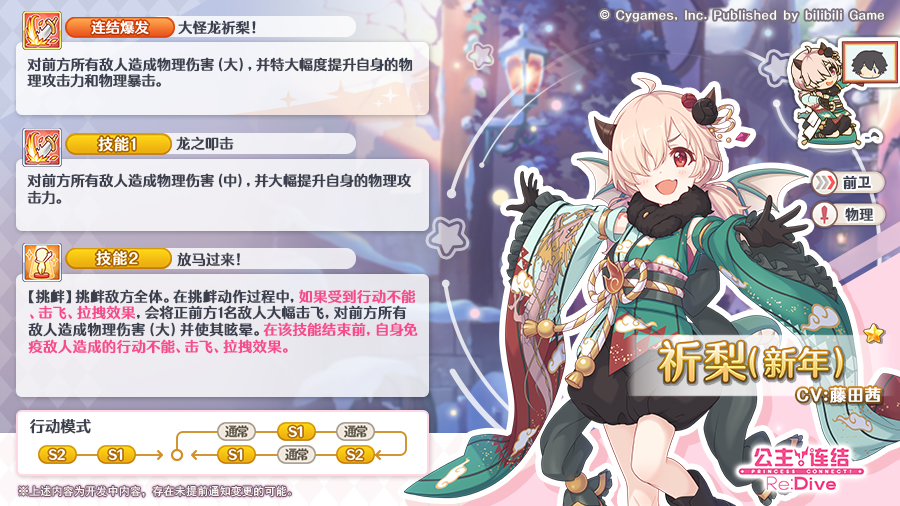 © Cygames, Inc. Published by bilibili Game
连结爆发 大怪龙祈梨！
对前方所有敌人造成物理伤害（大），并特大幅度提升自身的物
理攻击力和物理暴击。
技能1 龙之叩击
对前方所有敌人造成物理伤害（中），并大幅提升自身的物理攻
击力。
技能2 放马过来！
【挑衅】挑衅敌方全体。在挑衅动作过程中，如果受到行动不能
、击飞、拉拽效果，会将正前方1名敌人大幅击飞，对前方所有
敌人造成物理伤害（大）并使其眩晕。在该技能结束前，自身免
疫敌人造成的行动不能、击飞、拉拽效果。
行动模式
通常 S1 通常
S2 S1 S1 通常 S2
※上述内容为开发中内容，存在未提前通知变更的可能。
前卫
物理
祈梨（新年）
CV:藤田茜
公主连结
PRINCESS CONNECT!
Re:Dive